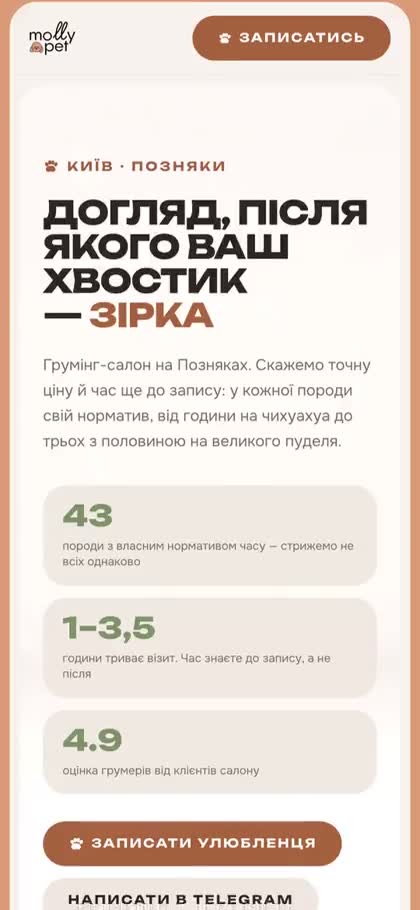 molly
pet
ЗАПИСАТИСЬ
КИЇВ · ПОЗНЯКИ
ДОГЛЯД, ПІСЛЯ
ЯКОГО ВАШ
ХВОСТИК
— ЗІРКА
Грумінг-салон на Позняках. Скажемо точну
ціну й час ще до запису: у кожної породи
свій норматив, від години на чихуахуа до
трьох з половиною на великого пуделя.
43
породи з власним нормативом часу — стрижемо не
всіх однаково
1–3,5
години триває візит. Час знаєте до запису, а не
після
4.9
оцінка грумерів від клієнтів салону
ЗАПИСАТИ УЛЮБЛЕНЦЯ
НАПИСАТИ В TELEGRAM